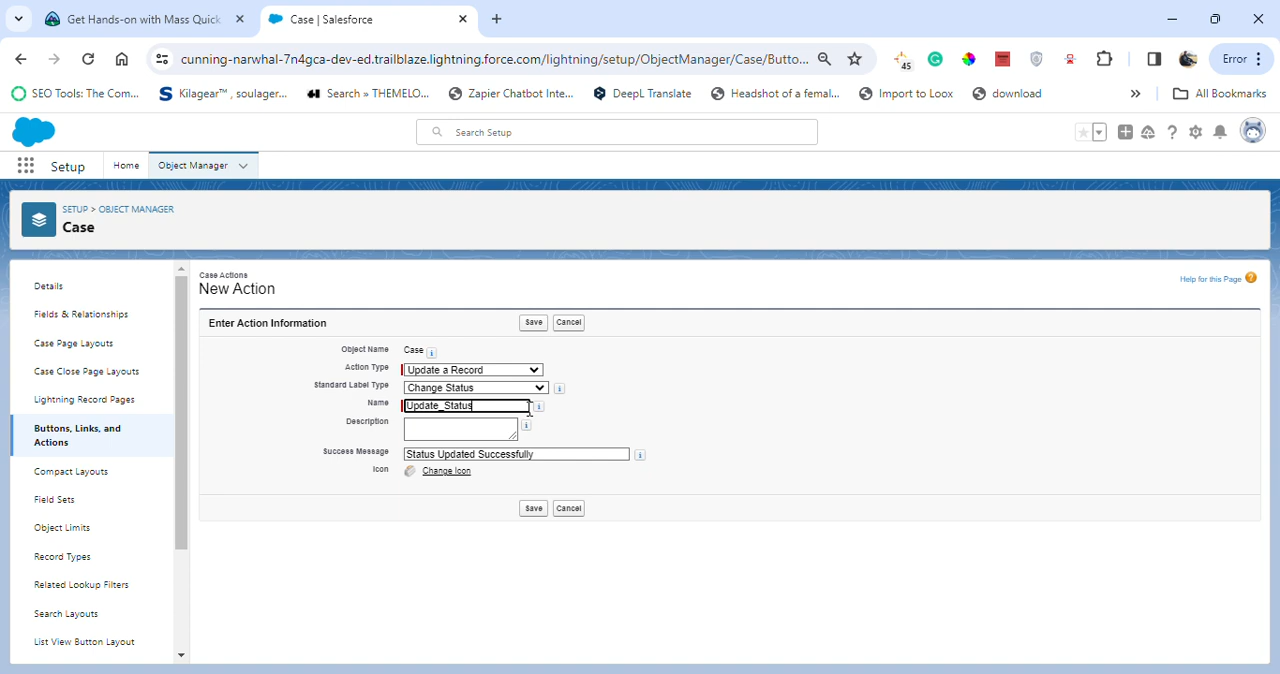 Get Hands-on with Mass Quick
Case | Salesforce
cunning-narwhal-7n4gca-dev-ed.trailblaze.lightning.force.com/lightning/setup/ObjectManager/Case/Butto...
45
Error
SEO Tools: The Com...
Kilagear™ , soulager...
Search » THEMELO...
Zapier Chatbot Inte...
DeepL Translate
Headshot of a femal...
Import to Loox
download
»
All Bookmarks
Search Setup
Setup
Home
Object Manager
SETUP > OBJECT MANAGER
Case
Details
Fields & Relationships
Case Page Layouts
Case Close Page Layouts
Lightning Record Pages
Buttons, Links, and
Actions
Compact Layouts
Field Sets
Object Limits
Record Types
Related Lookup Filters
Search Layouts
List View Button Layout
Case Actions
New Action
Help for this Page ?
Enter Action Information
Save
Cancel
Object Name Case i
Action Type Update a Record
Standard Label Type Change Status i
Name Update_Status i
Description i
Success Message Status Updated Successfully i
Icon Change Icon
Save
Cancel